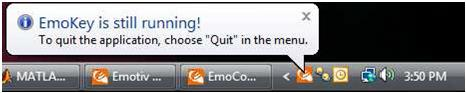 EmoKey is still running!
To quit the application, choose "Quit" in the menu.
MATLA... Emotiv ... EmoCo... < 3:50 PM